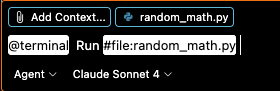 Add Context... random_math.py
@terminal Run #file:random_math.py
Agent Claude Sonnet 4